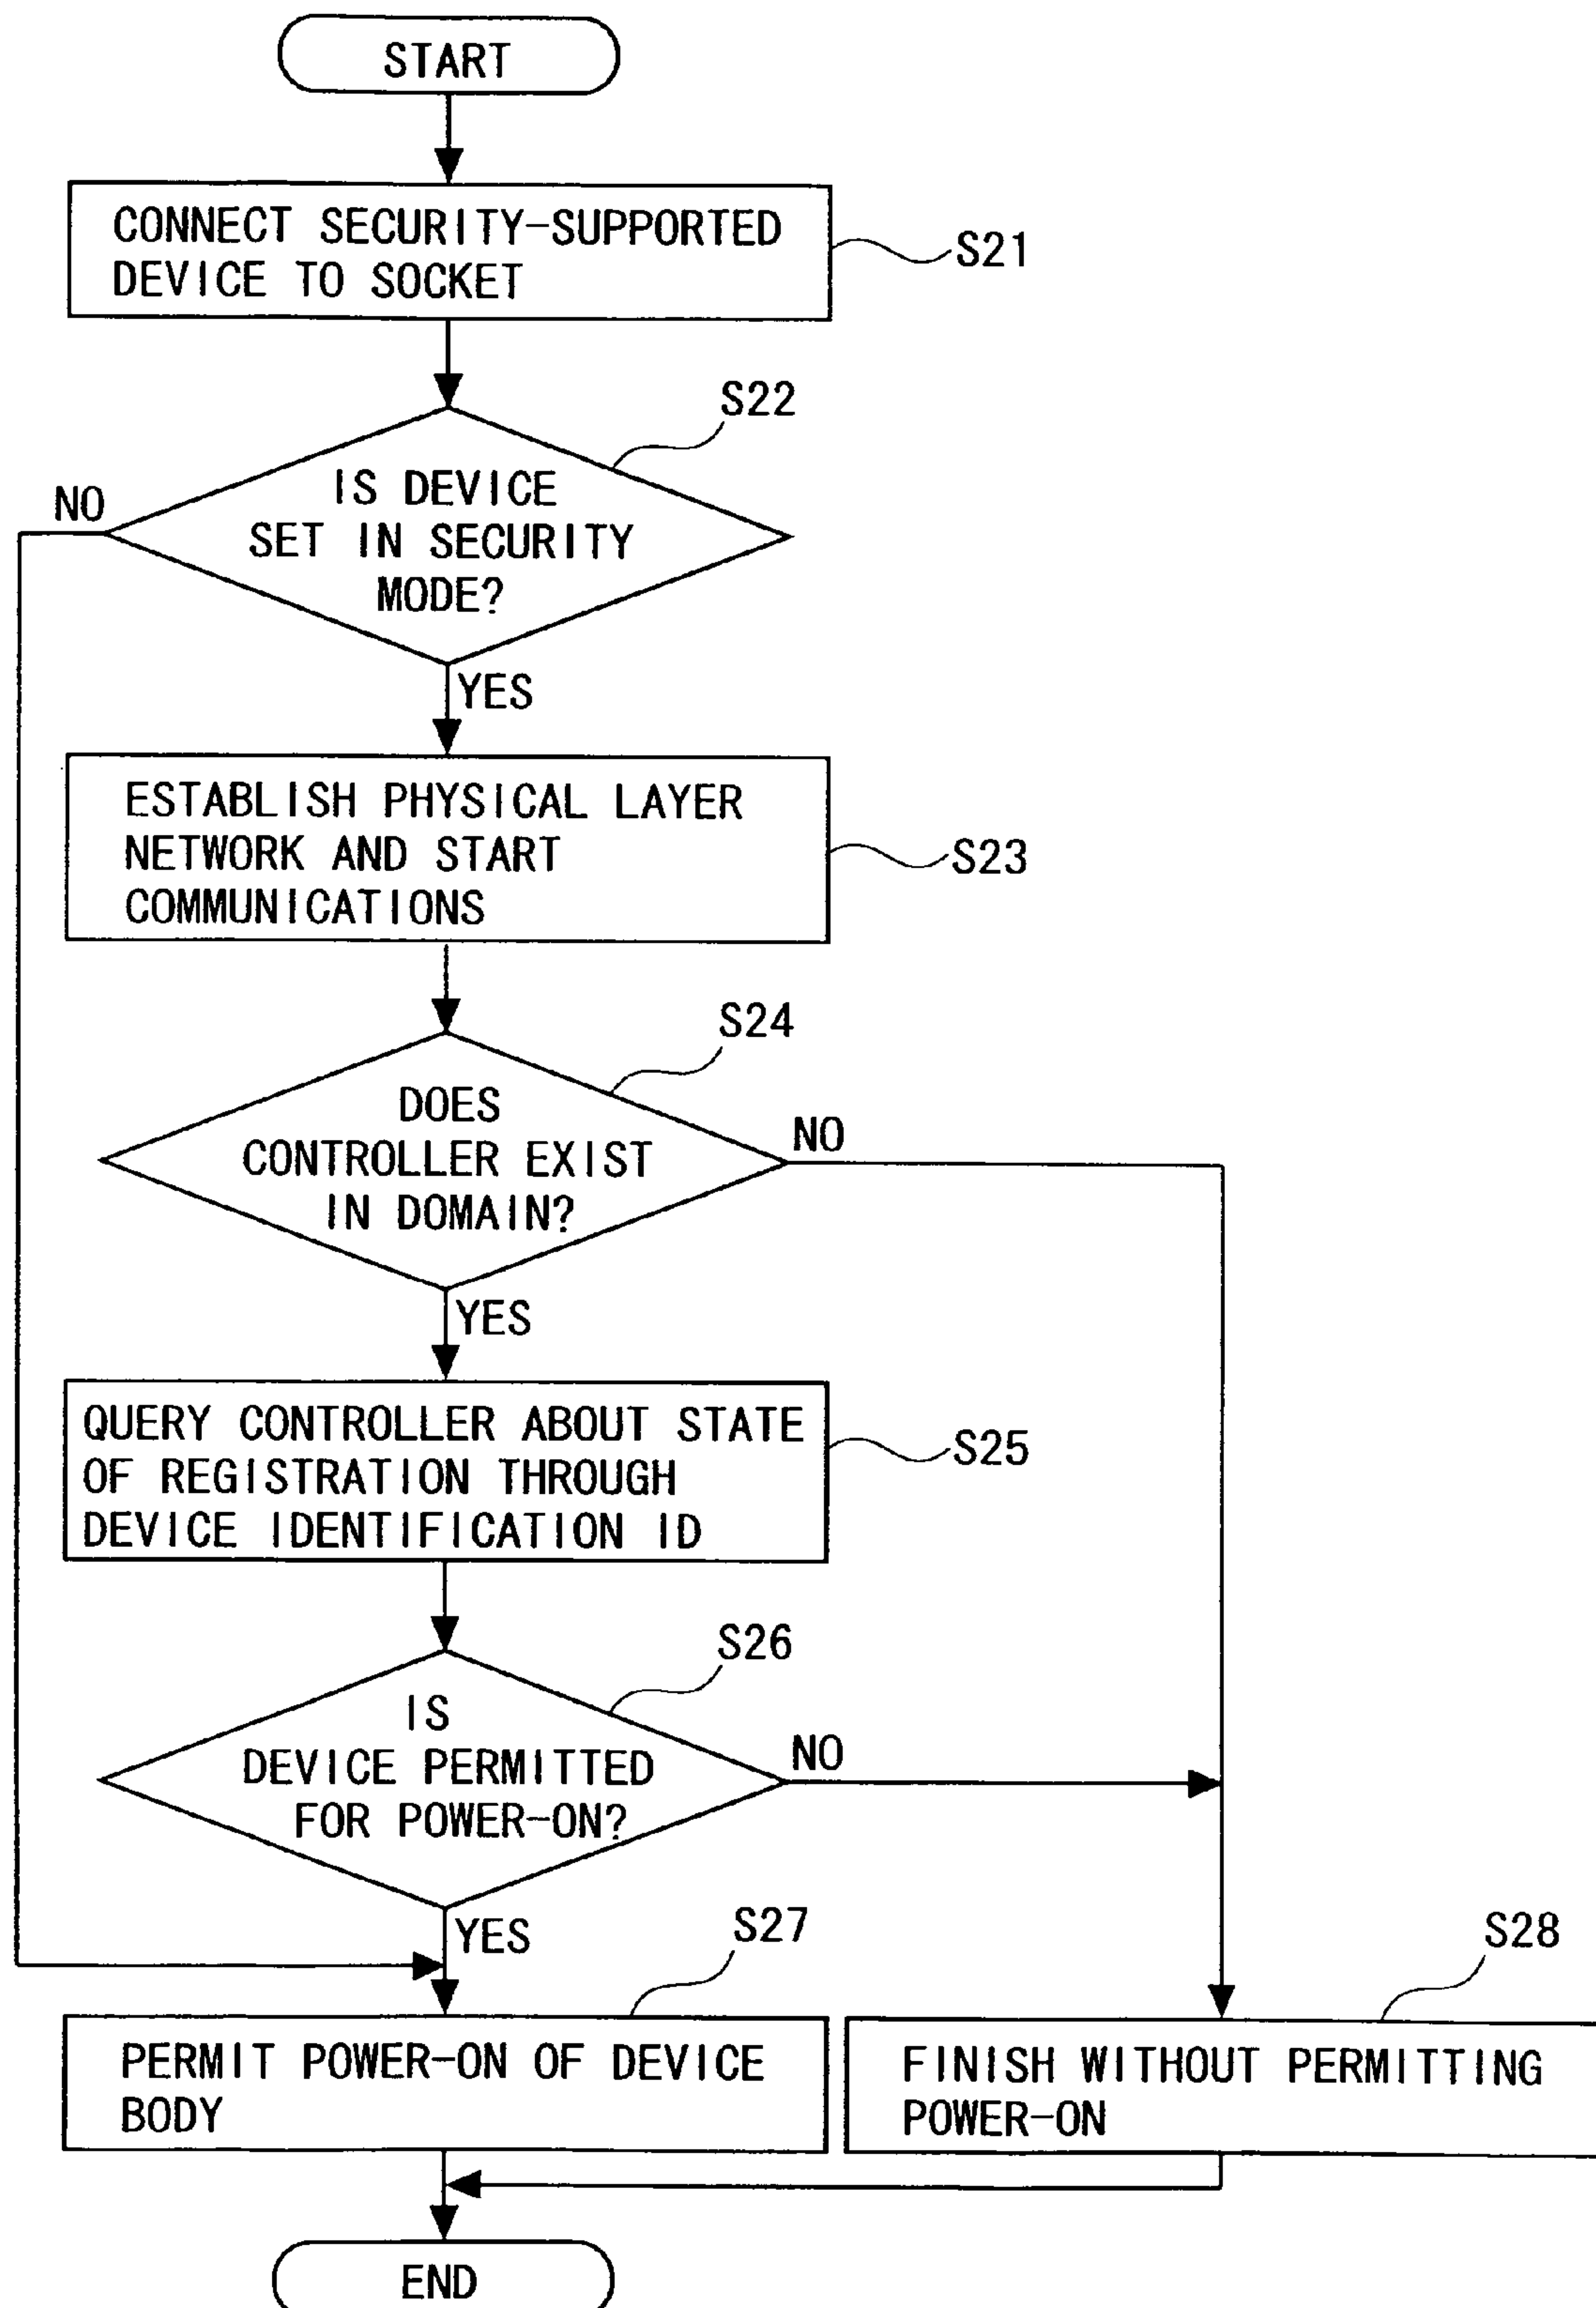 START
CONNECT SECURITY-SUPPORTED
DEVICE TO SOCKET
S21
S22
IS DEVICE
SET IN SECURITY
MODE?
NO
YES
ESTABLISH PHYSICAL LAYER
NETWORK AND START
COMMUNICATIONS
S23
S24
DOES
CONTROLLER EXIST
IN DOMAIN?
NO
YES
QUERY CONTROLLER ABOUT STATE
OF REGISTRATION THROUGH
DEVICE IDENTIFICATION ID
S25
S26
IS
DEVICE PERMITTED
FOR POWER-ON?
NO
YES
S27
PERMIT POWER-ON OF DEVICE
BODY
S28
FINISH WITHOUT PERMITTING
POWER-ON
END